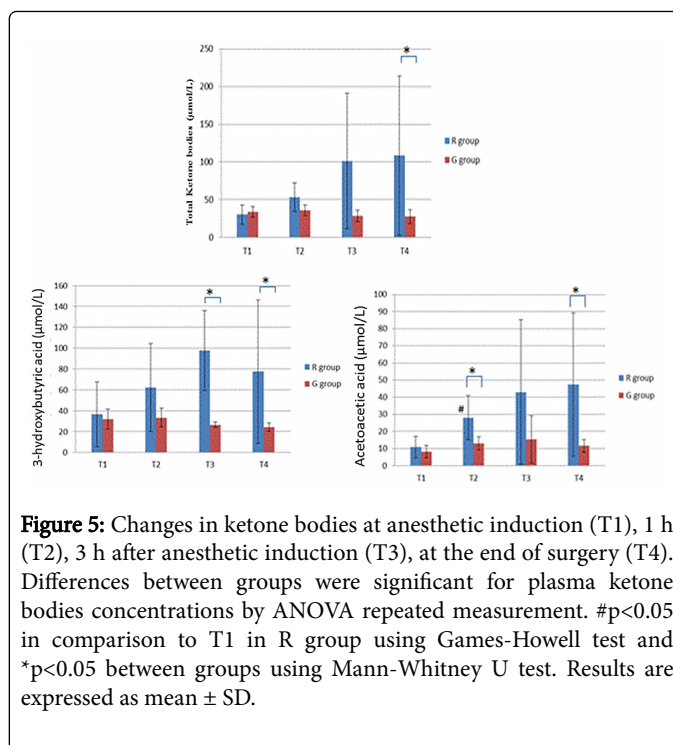 250
*
200
150
100
50
0
Total Ketone bodies (µmol/L)
R group
G group
T1 T2 T3 T4
160
140
120
100
80
60
40
20
0
3-hydroxybutyric acid (µmol/L)
* *
R group
G group
T1 T2 T3 T4
100
90
80
70
60
50
40
30
20
10
0
Acetoacetic acid (µmol/L)
*
*
#
R group
G group
T1 T2 T3 T4
Figure 5: Changes in ketone bodies at anesthetic induction (T1), 1 h
(T2), 3 h after anesthetic induction (T3), at the end of surgery (T4).
Differences between groups were significant for plasma ketone
bodies concentrations by ANOVA repeated measurement. #p<0.05
in comparison to T1 in R group using Games-Howell test and
*p<0.05 between groups using Mann-Whitney U test. Results are
expressed as mean ± SD.